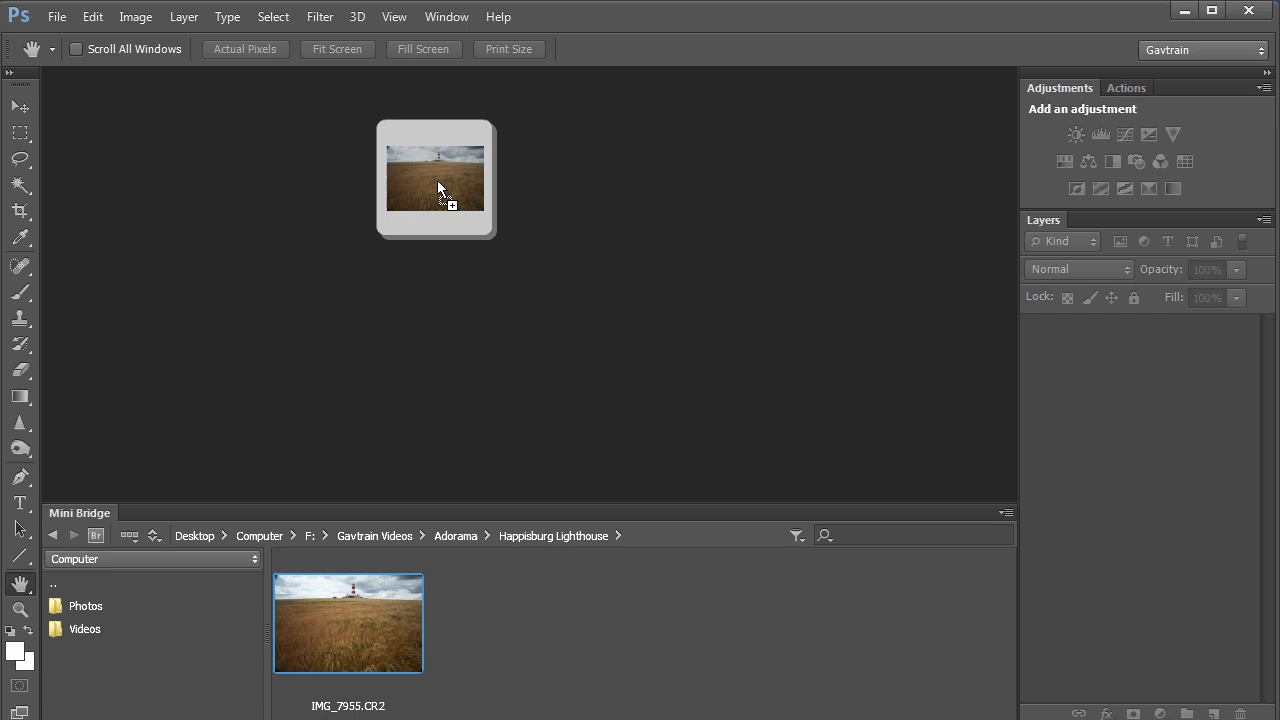 Ps File Edit Image Layer Type Select Filter 3D View Window Help
Scroll All Windows Actual Pixels Fit Screen Fill Screen Print Size Gavtrain
Adjustments Actions
Add an adjustment
Layers
Kind T
Normal Opacity: 100%
Lock: Fill: 100%
T
Mini Bridge
Br Desktop Computer F: Gavtrain Videos Adorama Happisburg Lighthouse
Computer
..
Photos
Videos
IMG_7955.CR2
fx